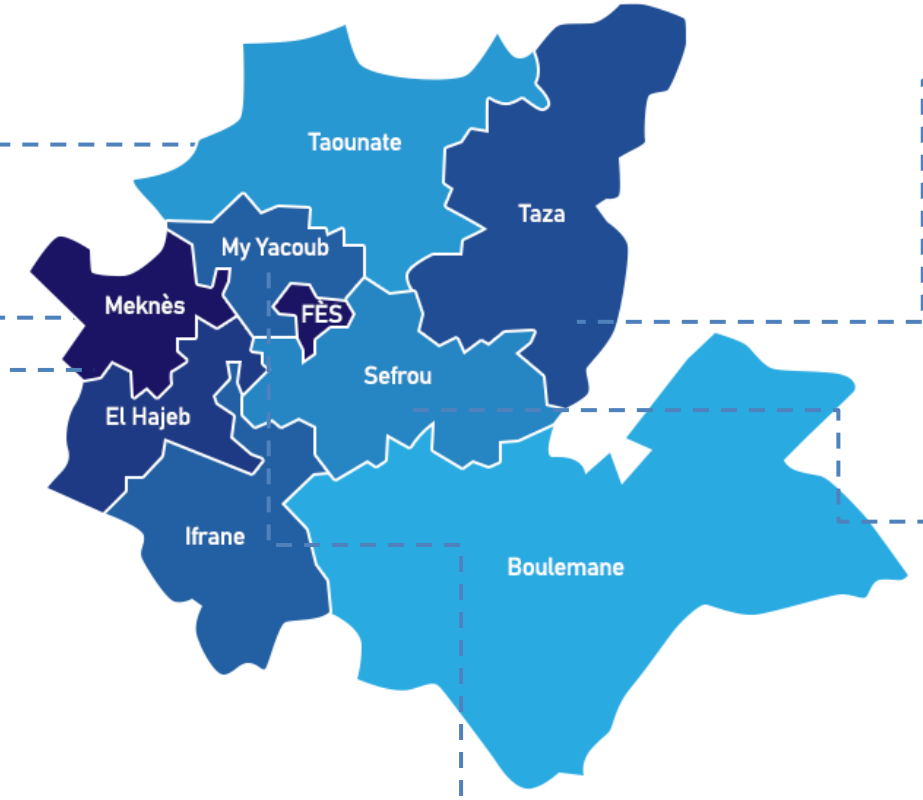 Taounate
Taza
My Yacoub
Meknès
FÈS
Sefrou
El Hajeb
Ifrane
Boulemane